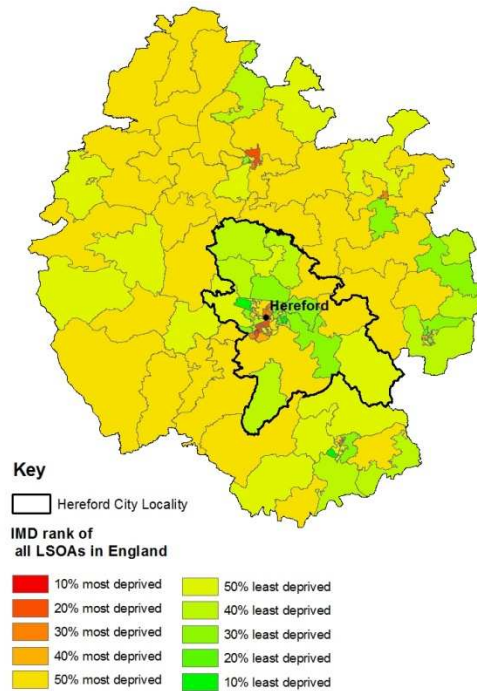 Hereford
Key
Hereford City Locality
IMD rank of
all LSOAs in England
10% most deprived
20% most deprived
30% most deprived
40% most deprived
50% most deprived
50% least deprived
40% least deprived
30% least deprived
20% least deprived
10% least deprived